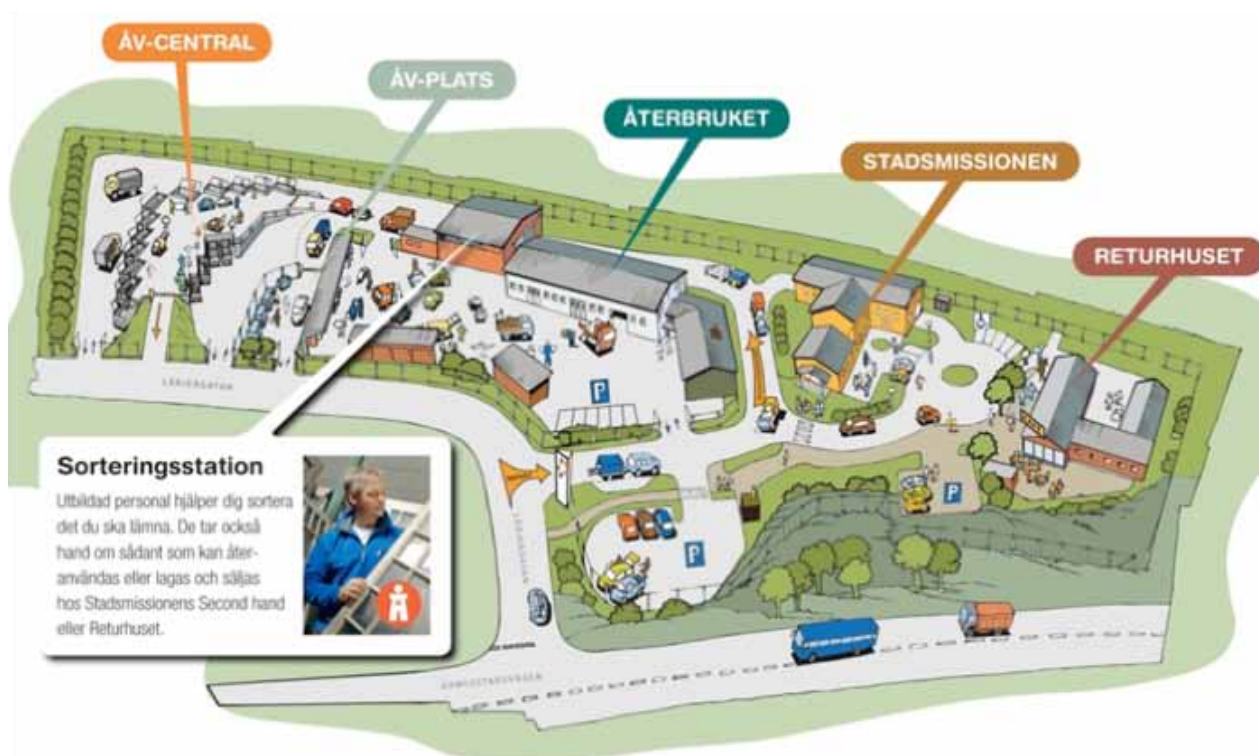 ÅV-CENTRAL
ÅV-PLATS
ÅTERBRUKET
STADSMISSIONEN
RETURHUSET
P
P
P
Sorteringsstation
Utbildad personal hjälper dig sortera
det du ska lämna. De tar också
hand om sådant som kan åter-
användas eller lagas och säljas
hos Stadsmissionens Second hand
eller Returhuset.